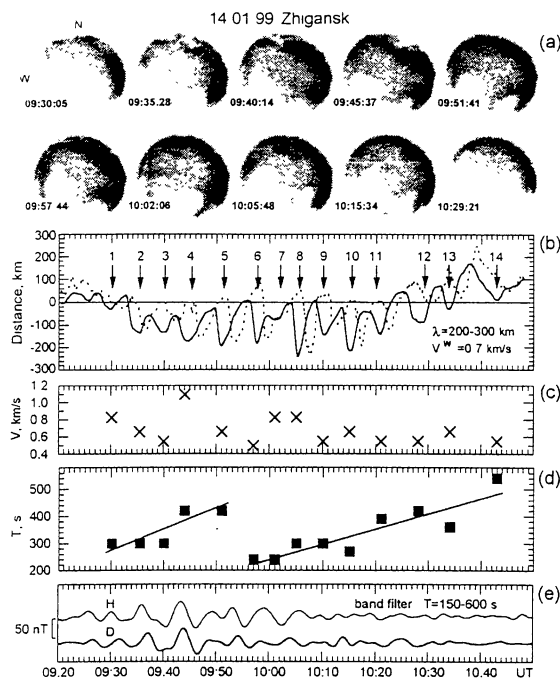 14 01 99 Zhigansk
(a)
N
W
09:30:05 09:35.28 09:40:14 09:45:37 09:51:41
09:57 44 10:02:06 10:05:48 10:15:34 10:29:21
(b)
Distance, km
300
200
100
0
-100
-200
-300
1 2 3 4 5 6 7 8 9 10 11 12 13 14
λ=200-300 km
V^W =0 7 km/s
(c)
V, km/s
1.2
1.0
0.8
0.6
0.4
(d)
T, s
500
400
300
200
(e)
50 nT
H
D
band filter T=150-600 s
09.20 09:30 09:40 09.50 10:00 10:10 10:20 10:30 10.40 UT